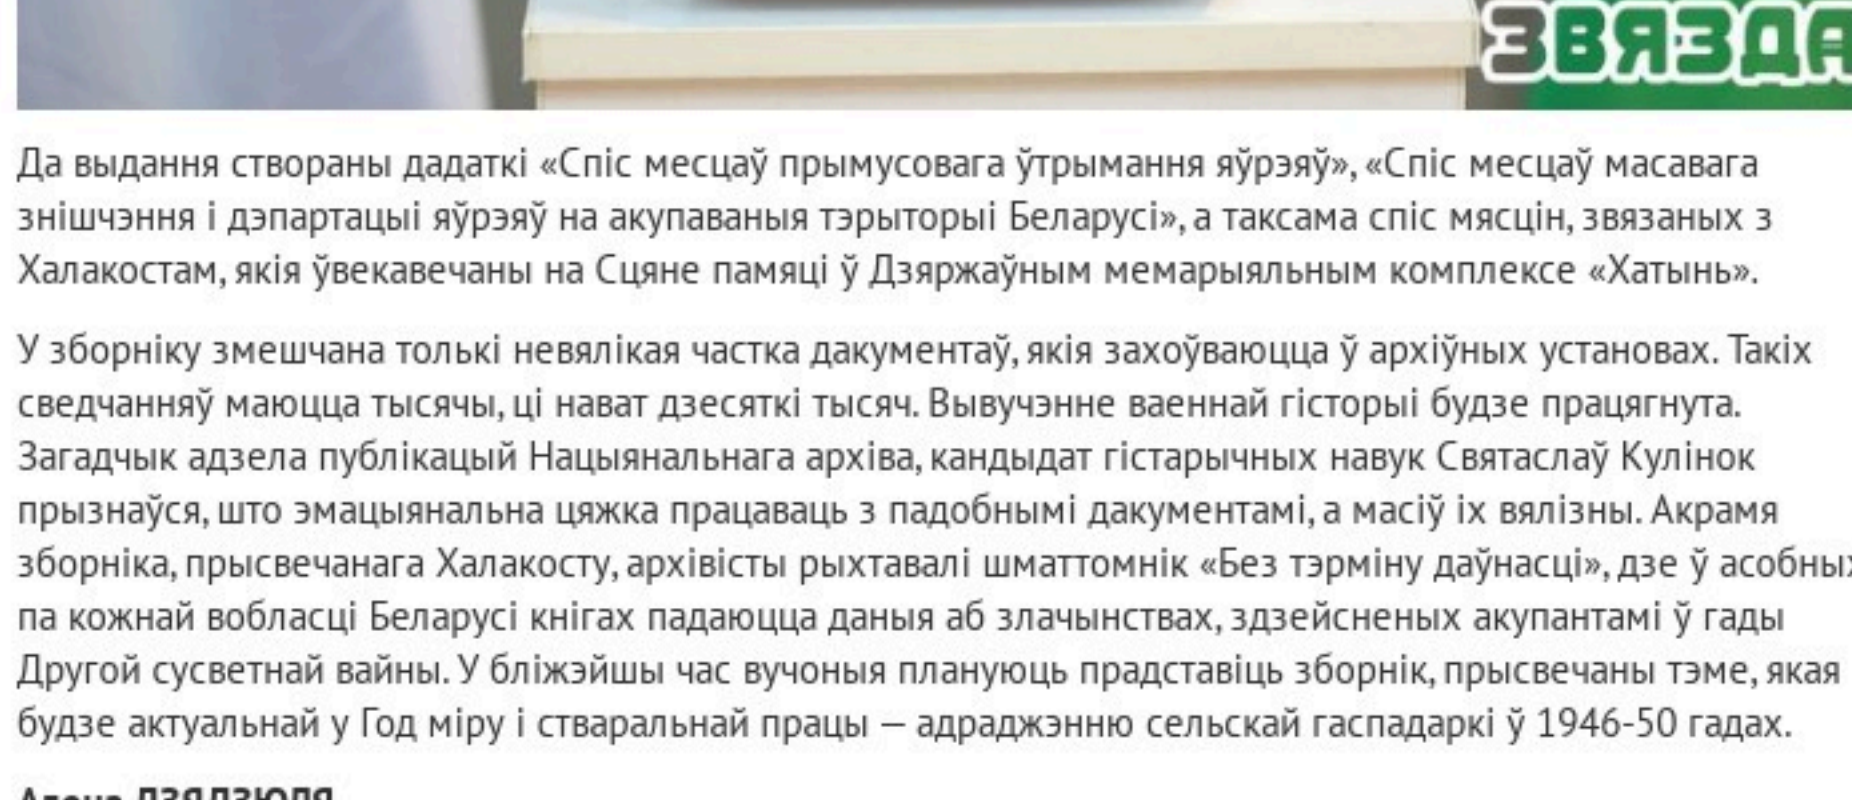 ЗВЯЗДА
Да выдання створаны дадаткі «Спіс месцаў прымусовага ўтрымання яўрэяў», «Спіс месцаў масавага
знішчэння і дэпартацыі яўрэяў на акупаваныя тэрыторыі Беларусі», а таксама спіс мясцін, звязаных з
Халакостам, якія ўвекавечаны на Сцяне памяці ў Дзяржаўным мемарыяльным комплексе «Хатынь».
У зборніку змешчана толькі невялікая частка дакументаў, якія захоўваюцца ў архіўных установах. Такіх
сведчанняў маюцца тысячы, ці нават дзесяткі тысяч. Вывучэнне ваеннай гісторыі будзе працягнута.
Загадчык адзела публікацый Нацыянальнага архіва, кандыдат гістарычных навук Святаслаў Кулінок
прызнаўся, што эмацыянальна цяжка працаваць з падобнымі дакументамі, а масіў іх вялізны. Акрамя
зборніка, прысвечанага Халакосту, архівісты рыхтавалі шматтомнік «Без тэрміну даўнасці», дзе ў асобных
па кожнай вобласці Беларусі кнігах падаюцца даныя аб злачынствах, здзейсненых акупантамі ў гады
Другой сусветнай вайны. У бліжэйшы час вучоныя плануюць прадставіць зборнік, прысвечаны тэме, якая
будзе актуальнай у Год міру і стваральнай працы — адраджэнню сельскай гаспадаркі ў 1946-50 гадах.